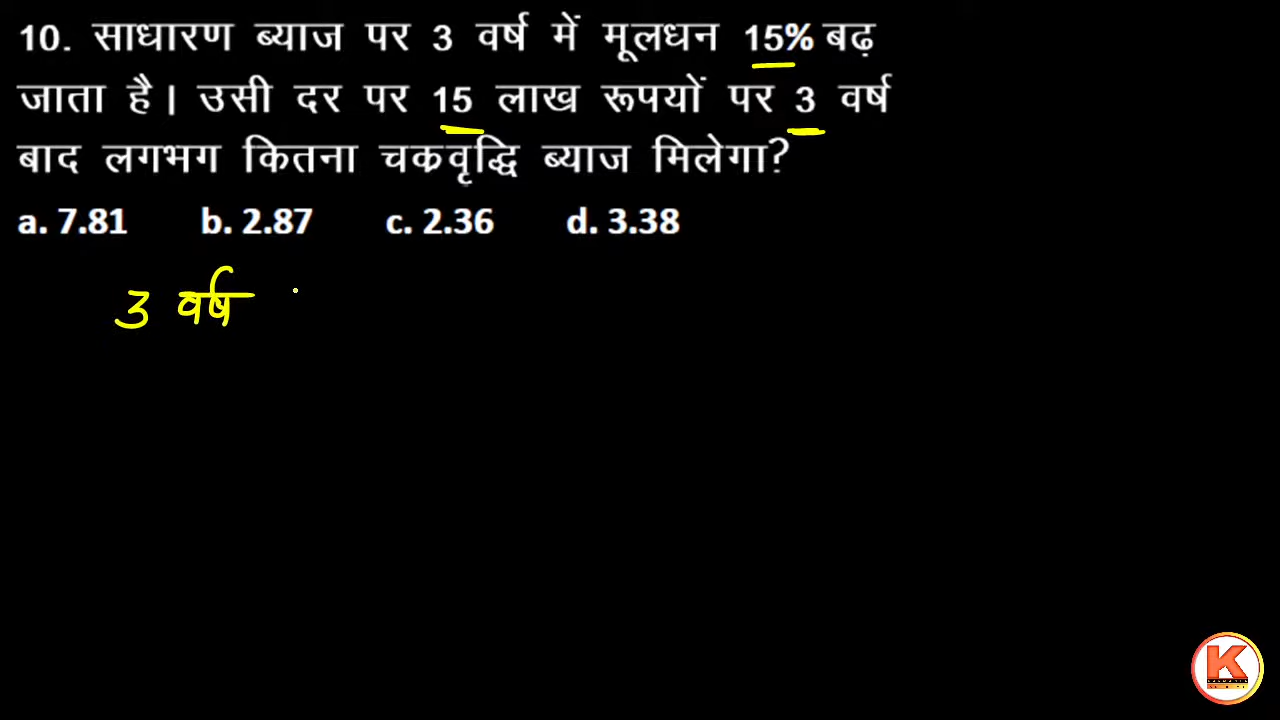 10. साधारण ब्याज पर 3 वर्ष में मूलधन 15% बढ़
जाता है। उसी दर पर 15 लाख रूपयों पर 3 वर्ष
बाद लगभग कितना चक्रवृद्धि ब्याज मिलेगा?
a. 7.81 b. 2.87 c. 2.36 d. 3.38
3 वर्ष
K